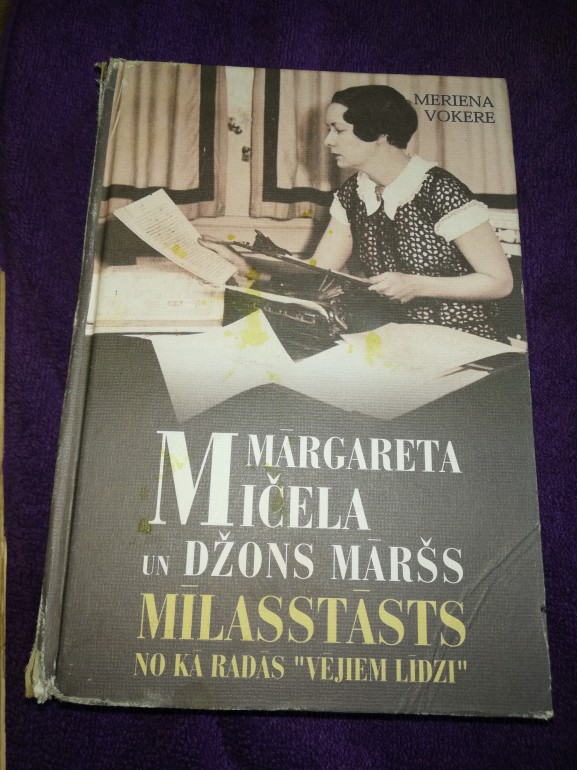 MERIENA
VOKERE
MĀRGARETA
MIČELA
UN DŽONS MĀRŠS
MĪLASSTĀSTS
NO KĀ RADĀS "VĒJIEM LĪDZI"